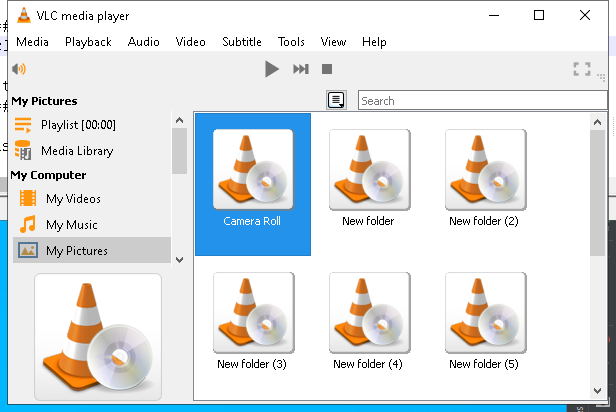 VLC media player
Media Playback Audio Video Subtitle Tools View Help
My Pictures
Search
Playlist [00:00]
Media Library
My Computer
My Videos
My Music
My Pictures
Camera Roll
New folder
New folder (2)
New folder (3)
New folder (4)
New folder (5)